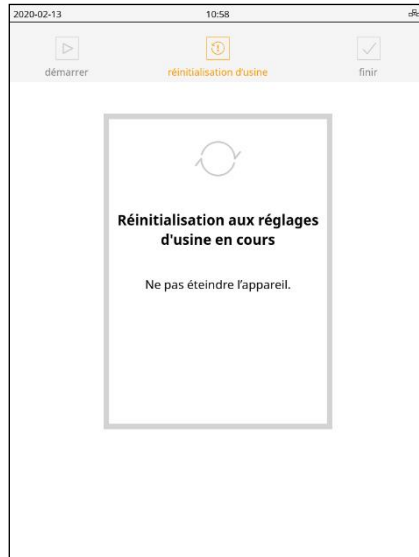 2020-02-13 10:58
démarrer réinitialisation d'usine finir
Réinitialisation aux réglages
d'usine en cours
Ne pas éteindre l’appareil.